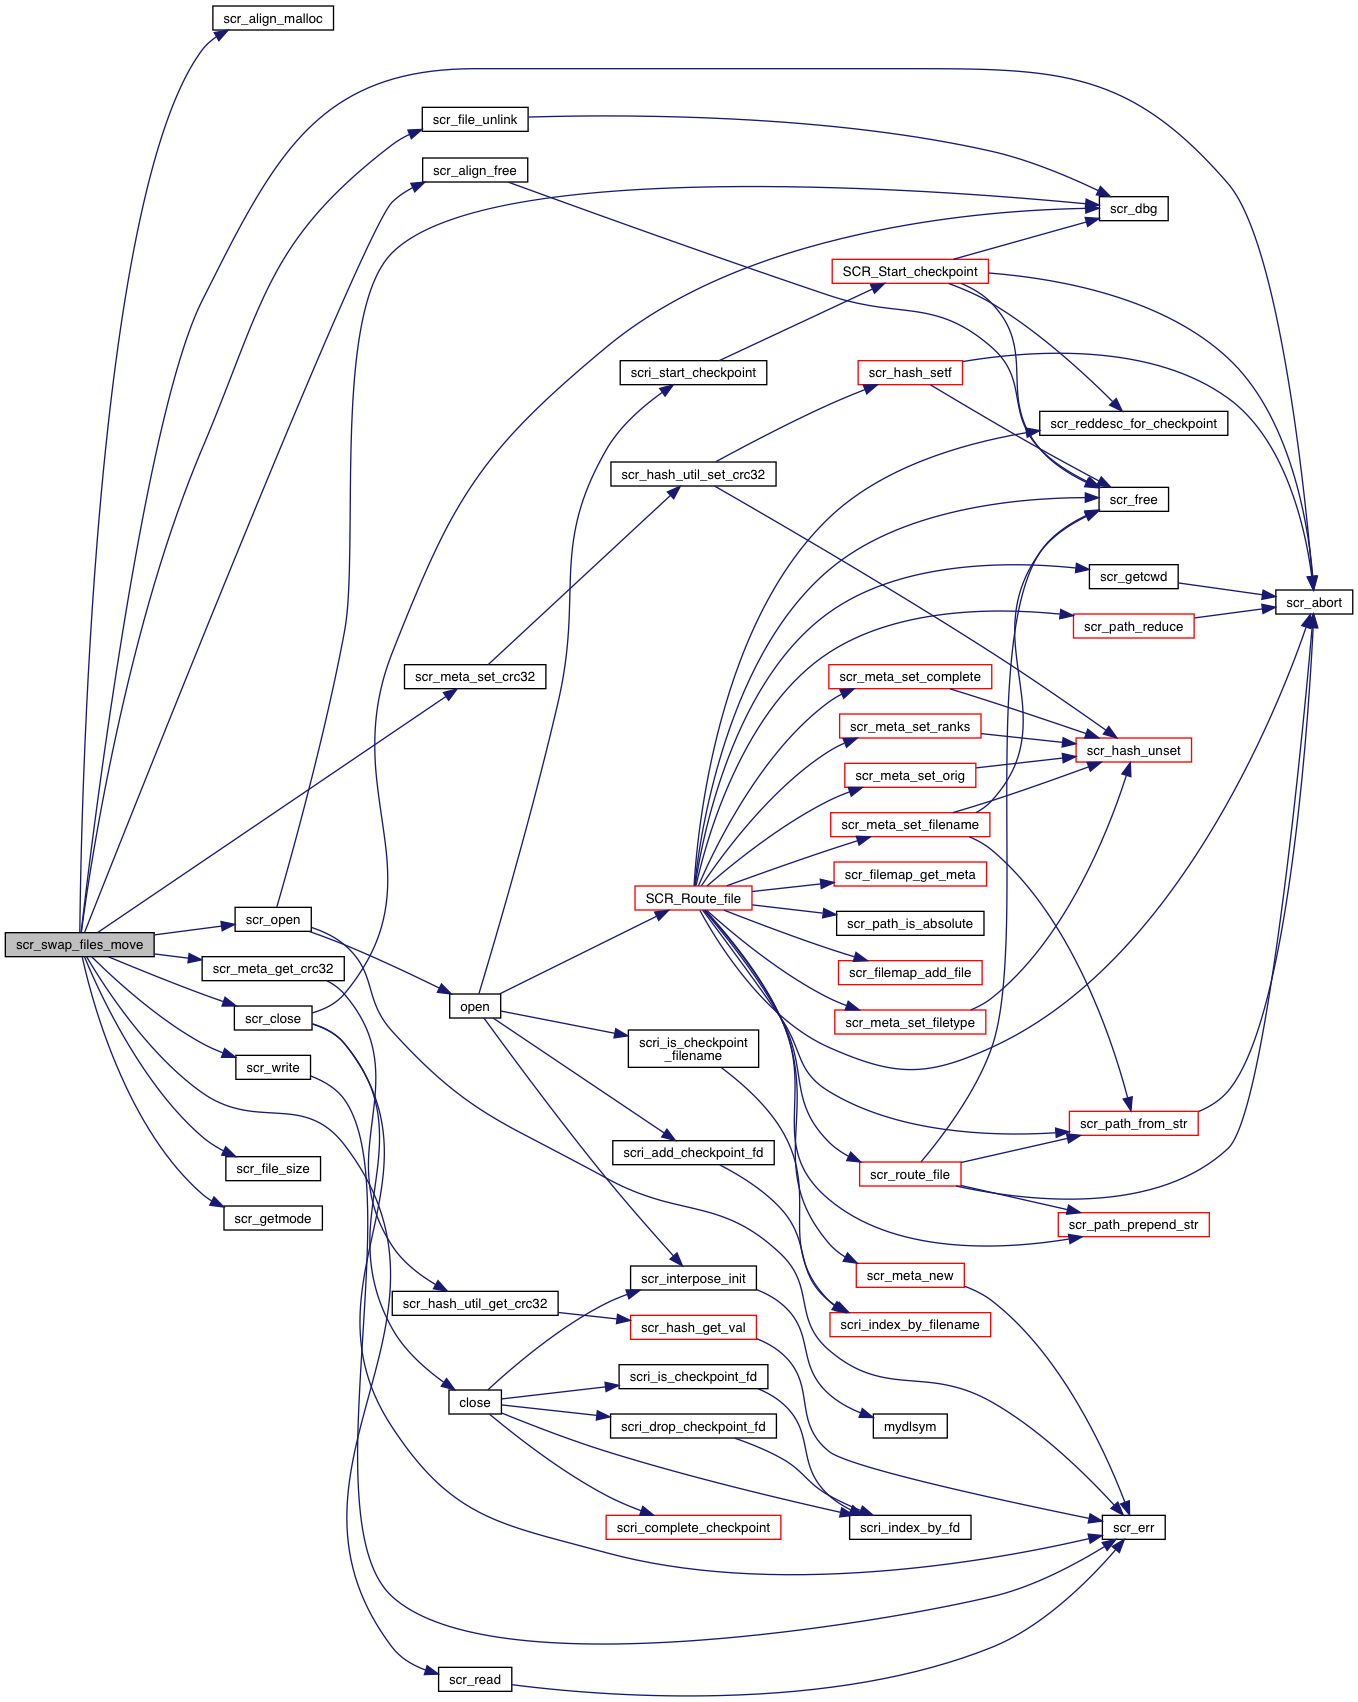 scr_align_malloc
scr_file_unlink
scr_align_free
scr_dbg
SCR_Start_checkpoint
scri_start_checkpoint
scr_hash_setf
scr_reddesc_for_checkpoint
scr_hash_util_set_crc32
scr_free
scr_getcwd
scr_abort
scr_path_reduce
scr_meta_set_crc32
scr_meta_set_complete
scr_meta_set_ranks
scr_hash_unset
scr_meta_set_orig
scr_meta_set_filename
scr_filemap_get_meta
SCR_Route_file
scr_open
scr_path_is_absolute
scr_swap_files_move
scr_meta_get_crc32
scr_filemap_add_file
open
scr_close
scr_meta_set_filetype
scri_is_checkpoint
_filename
scr_write
scr_path_from_str
scri_add_checkpoint_fd
scr_file_size
scr_route_file
scr_getmode
scr_path_prepend_str
scr_interpose_init
scr_meta_new
scr_hash_util_get_crc32
scr_hash_get_val
scri_index_by_filename
scri_is_checkpoint_fd
close
scri_drop_checkpoint_fd
mydlsym
scri_complete_checkpoint
scri_index_by_fd
scr_err
scr_read